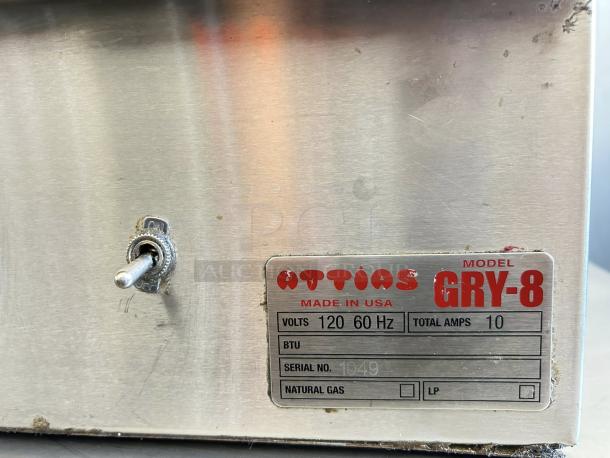 ATTIAS
MODEL
GRY-8
MADE IN USA
VOLTS 120 60 Hz TOTAL AMPS 10
BTU
SERIAL NO. 1049
NATURAL GAS LP